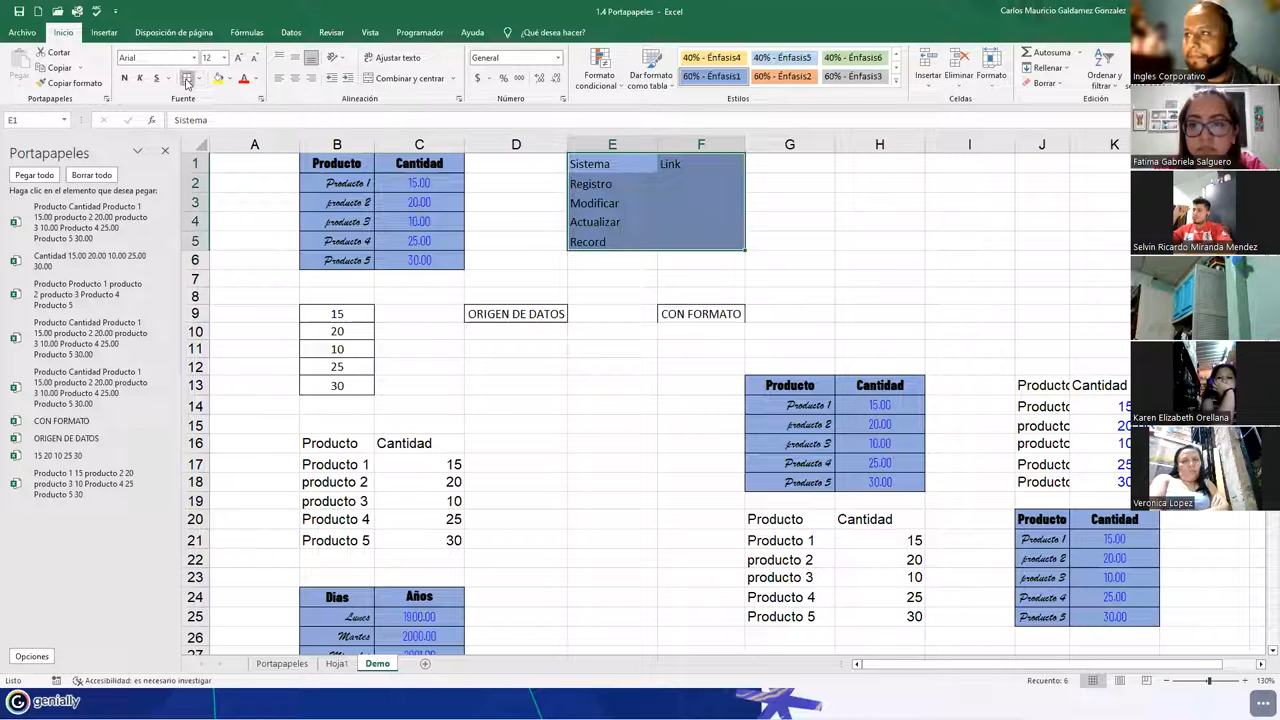 1.4 Portapapeles - Excel
Carlos Mauricio Galdamez Gonzalez
Archivo Inicio Insertar Disposición de página Fórmulas Datos Revisar Vista Programador Ayuda ¿Qué desea hacer?
Pegar
Cortar
Copiar
Copiar formato
Portapapeles
Arial 12
N K S
Fuente
Ajustar texto
Combinar y centrar
Alineación
General
Número
Formato condicional
Dar formato como tabla
40% - Énfasis4 40% - Énfasis5 40% - Énfasis6
60% - Énfasis1 60% - Énfasis2 60% - Énfasis3
Estilos
Insertar Eliminar Formato
Celdas
Autosuma
Rellenar
Borrar
Ordenar y filtrar
Edición
E1 Sistema
Portapapeles
Pegar todo Borrar todo
Haga clic en el elemento que desea pegar:
Producto Cantidad Producto 1
15.00 producto 2 20.00 producto
3 10.00 Producto 4 25.00
Producto 5 30.00
Cantidad 15.00 20.00 10.00 25.00
30.00
Producto Producto 1 producto
2 producto 3 Producto 4
Producto 5
Producto Cantidad Producto 1
15.00 producto 2 20.00 producto
3 10.00 Producto 4 25.00
Producto 5 30.00
Producto Cantidad Producto 1
15.00 producto 2 20.00 producto
3 10.00 Producto 4 25.00
Producto 5 30.00
CON FORMATO
ORIGEN DE DATOS
15 20 10 25 30
Producto 1 15 producto 2 20
producto 3 10 Producto 4 25
Producto 5 30
Opciones
A B C D E F G H I J K
1 Producto Cantidad Sistema Link
2 Producto 1 15.00 Registro
3 producto 2 20.00 Modificar
4 producto 3 10.00 Actualizar
5 Producto 4 25.00 Record
6 Producto 5 30.00
7
8
9 15 ORIGEN DE DATOS CON FORMATO
10 20
11 10
12 25
13 30 Producto Cantidad Producto Cantidad
14 Producto 1 15.00 Producto 15
15 producto 2 20.00 producto 20
16 Producto Cantidad producto 3 10.00 producto 10
17 Producto 1 15 Producto 4 25.00 Producto 25
18 producto 2 20 Producto 5 30.00 Producto 30
19 producto 3 10
20 Producto 4 25 Producto Cantidad Producto Cantidad
21 Producto 5 30 Producto 1 15 Producto 1 15.00
22 producto 2 20 producto 2 20.00
23 producto 3 10 producto 3 10.00
24 Dias Años Producto 4 25 Producto 4 25.00
25 Lunes 1900.00 Producto 5 30 Producto 5 30.00
26 Martes 2000.00
27
Portapapeles Hoja1 Demo
Listo Accesibilidad: es necesario investigar Recuento: 6 130%
genially
Ingles Corporativo
Fatima Gabriela Salguero
Selvin Ricardo Miranda Mendez
Karen Elizabeth Orellana
Veronica Lopez